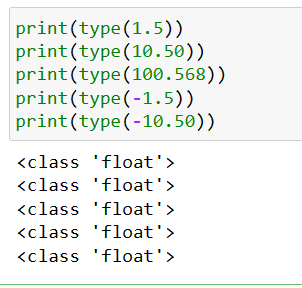 print(type(1.5))
print(type(10.50))
print(type(100.568))
print(type(-1.5))
print(type(-10.50))
<class 'float'>
<class 'float'>
<class 'float'>
<class 'float'>
<class 'float'>